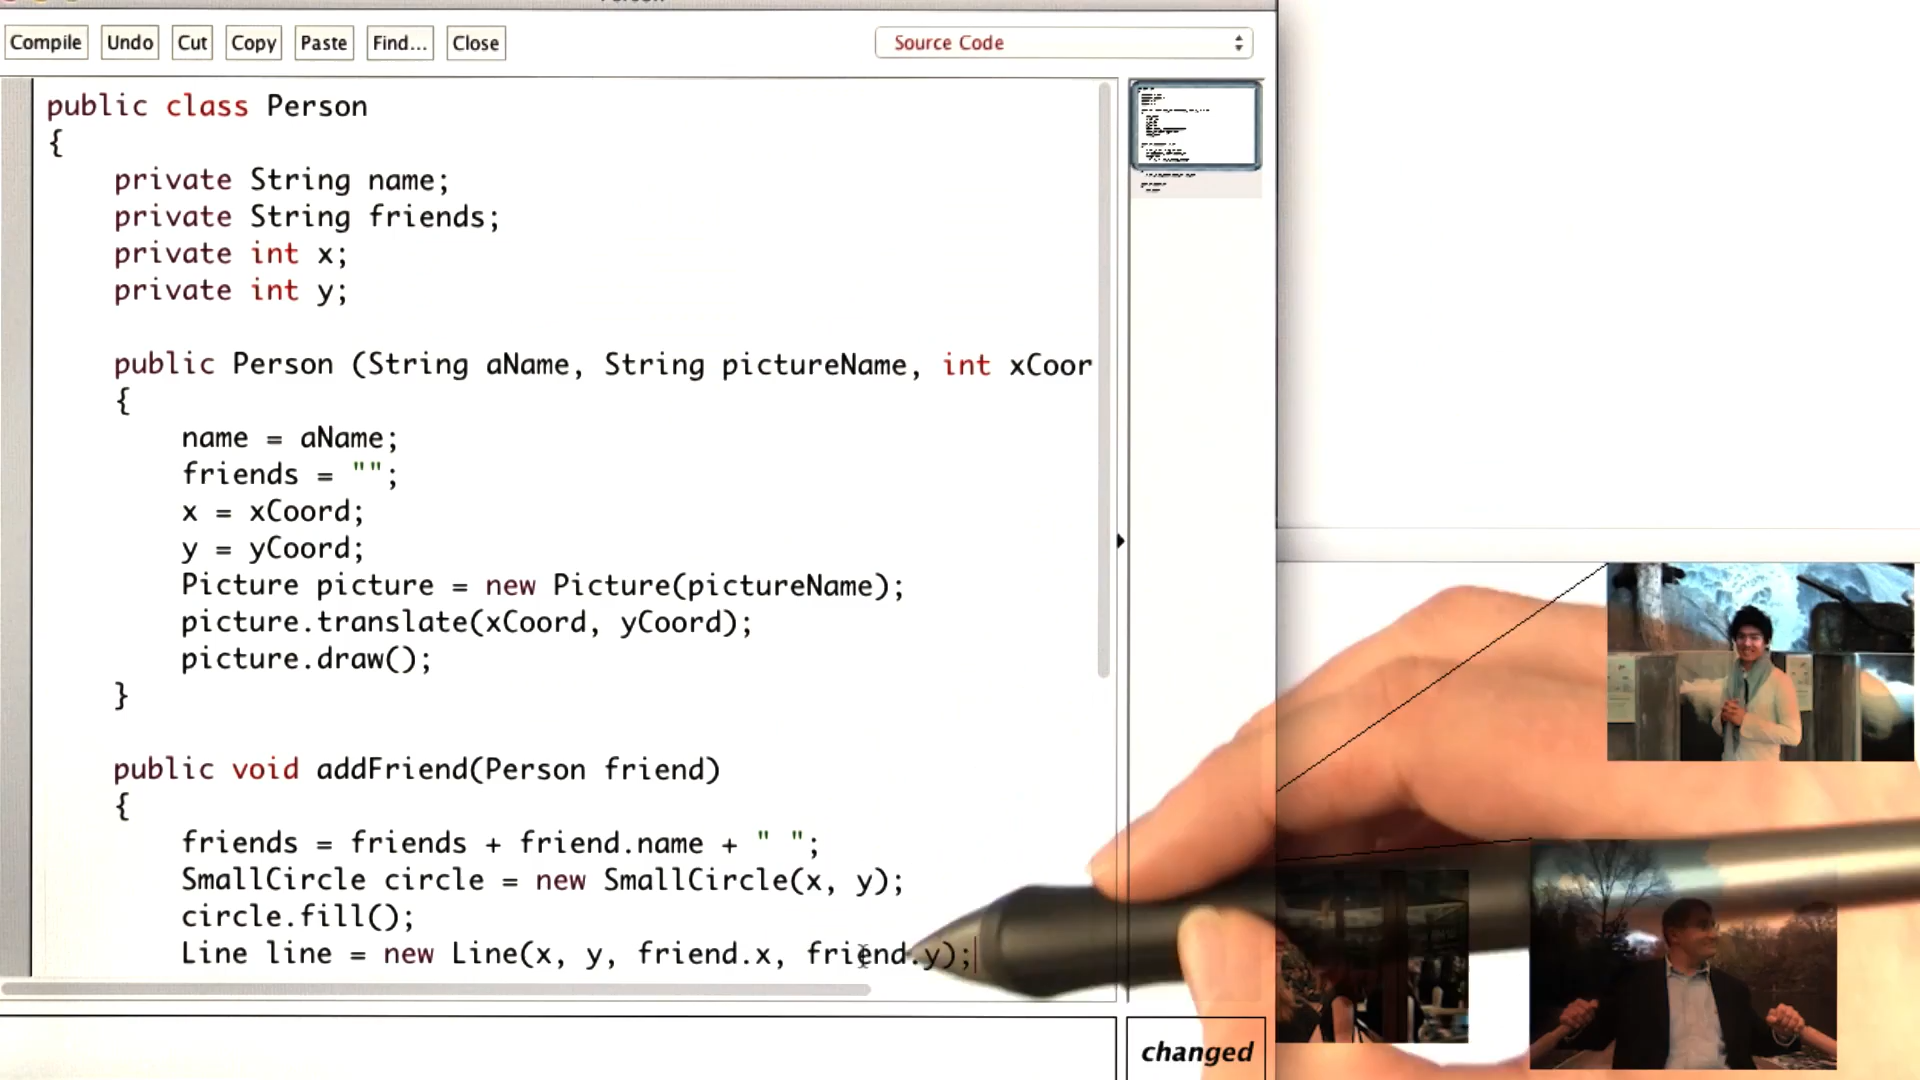 Compile Undo Cut Copy Paste Find... Close Source Code
public class Person
{
private String name;
private String friends;
private int x;
private int y;
public Person (String aName, String pictureName, int xCoor
{
name = aName;
friends = "";
x = xCoord;
y = yCoord;
Picture picture = new Picture(pictureName);
picture.translate(xCoord, yCoord);
picture.draw();
}
public void addFriend(Person friend)
{
friends = friends + friend.name + " ";
SmallCircle circle = new SmallCircle(x, y);
circle.fill();
Line line = new Line(x, y, friend.x, friend.y);
changed